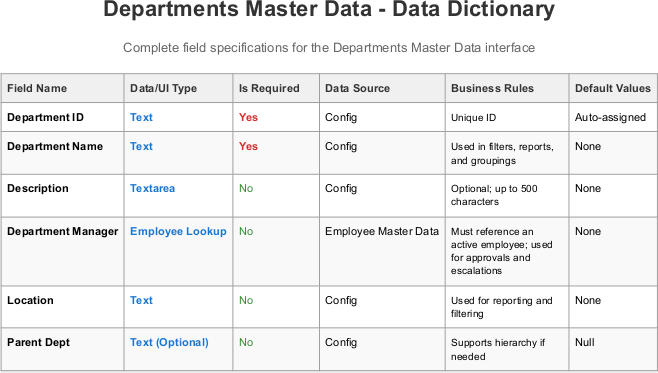 Departments Master Data - Data Dictionary
Complete field specifications for the Departments Master Data interface
Field Name Data/UI Type Is Required Data Source Business Rules Default Values
Department ID Text Yes Config Unique ID Auto-assigned
Department Name Text Yes Config Used in filters, reports, and groupings None
Description Textarea No Config Optional; up to 500 characters None
Department Manager Employee Lookup No Employee Master Data Must reference an active employee; used for approvals and escalations None
Location Text No Config Used for reporting and filtering None
Parent Dept Text (Optional) No Config Supports hierarchy if needed Null